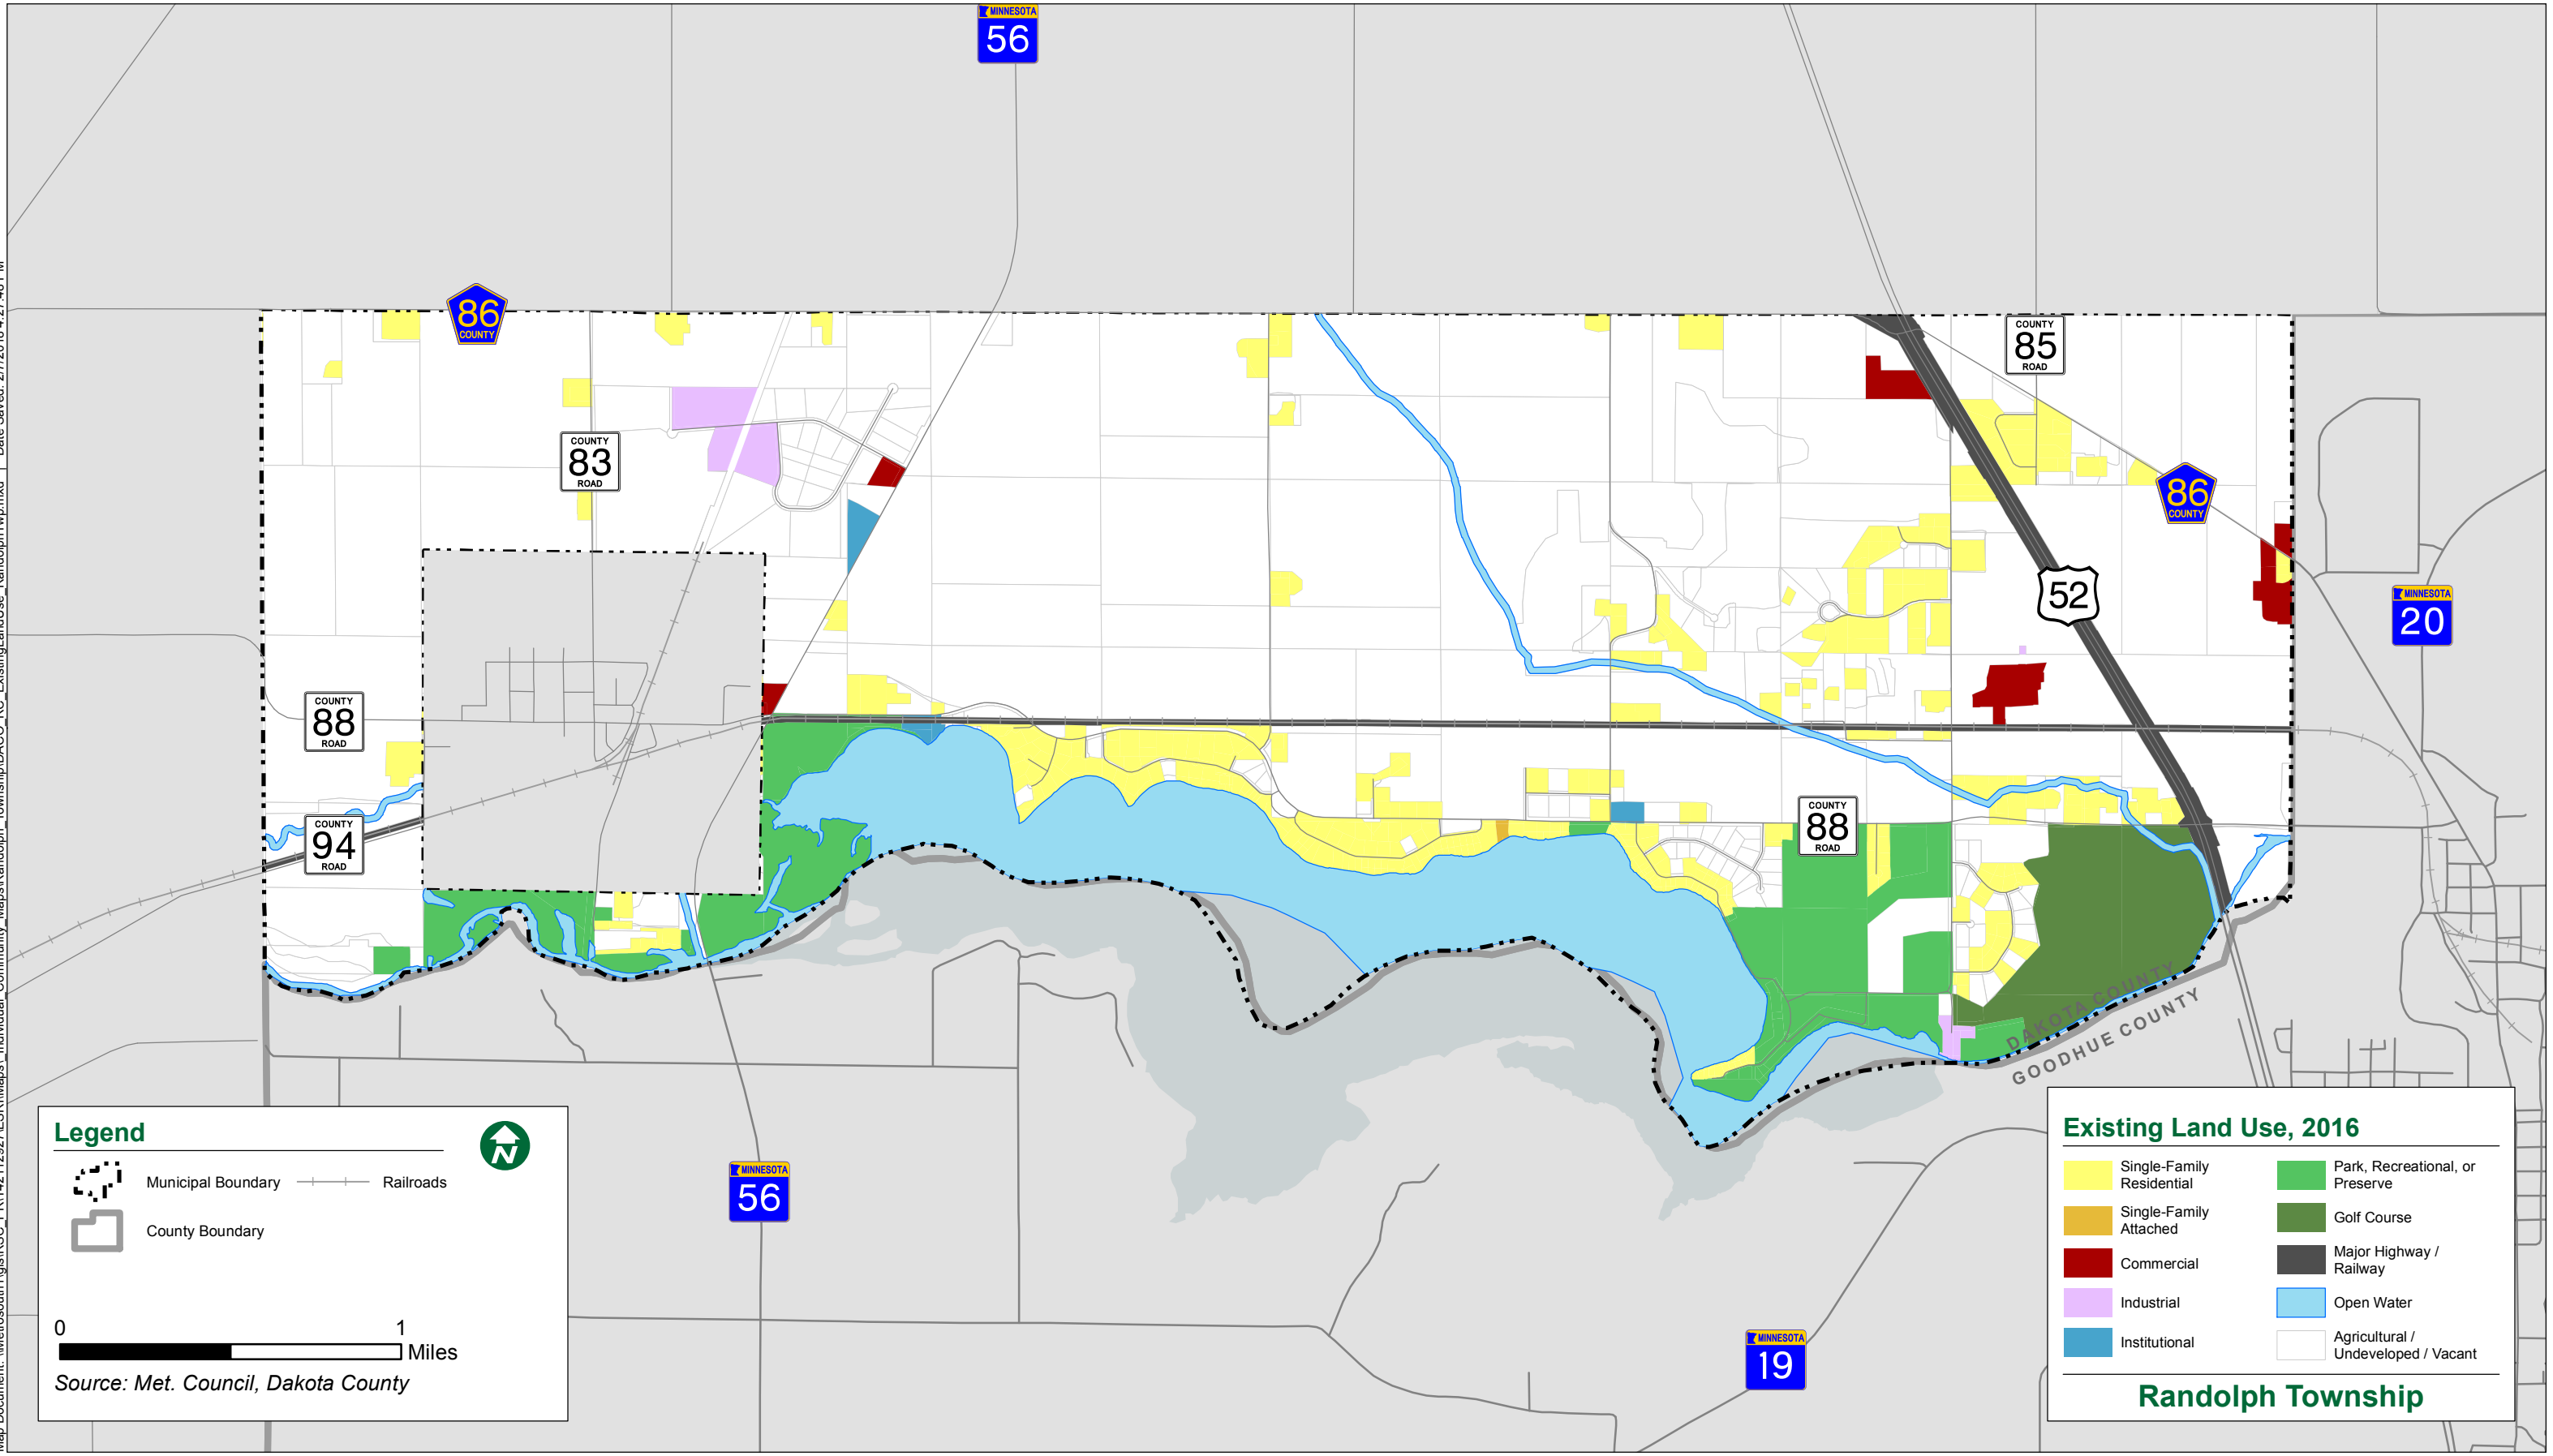 MINNESOTA
56
86
COUNTY
COUNTY
85
ROAD
COUNTY
83
ROAD
86
COUNTY
52
MINNESOTA
20
COUNTY
88
ROAD
COUNTY
94
ROAD
COUNTY
88
ROAD
DAKOTA COUNTY
GOODHUE COUNTY
MINNESOTA
56
MINNESOTA
19
Legend
N
Municipal Boundary
Railroads
County Boundary
0 1
Miles
Source: Met. Council, Dakota County
Existing Land Use, 2016
Single-Family
Residential
Single-Family
Attached
Commercial
Industrial
Institutional
Park, Recreational, or
Preserve
Golf Course
Major Highway /
Railway
Open Water
Agricultural /
Undeveloped / Vacant
Randolph Township